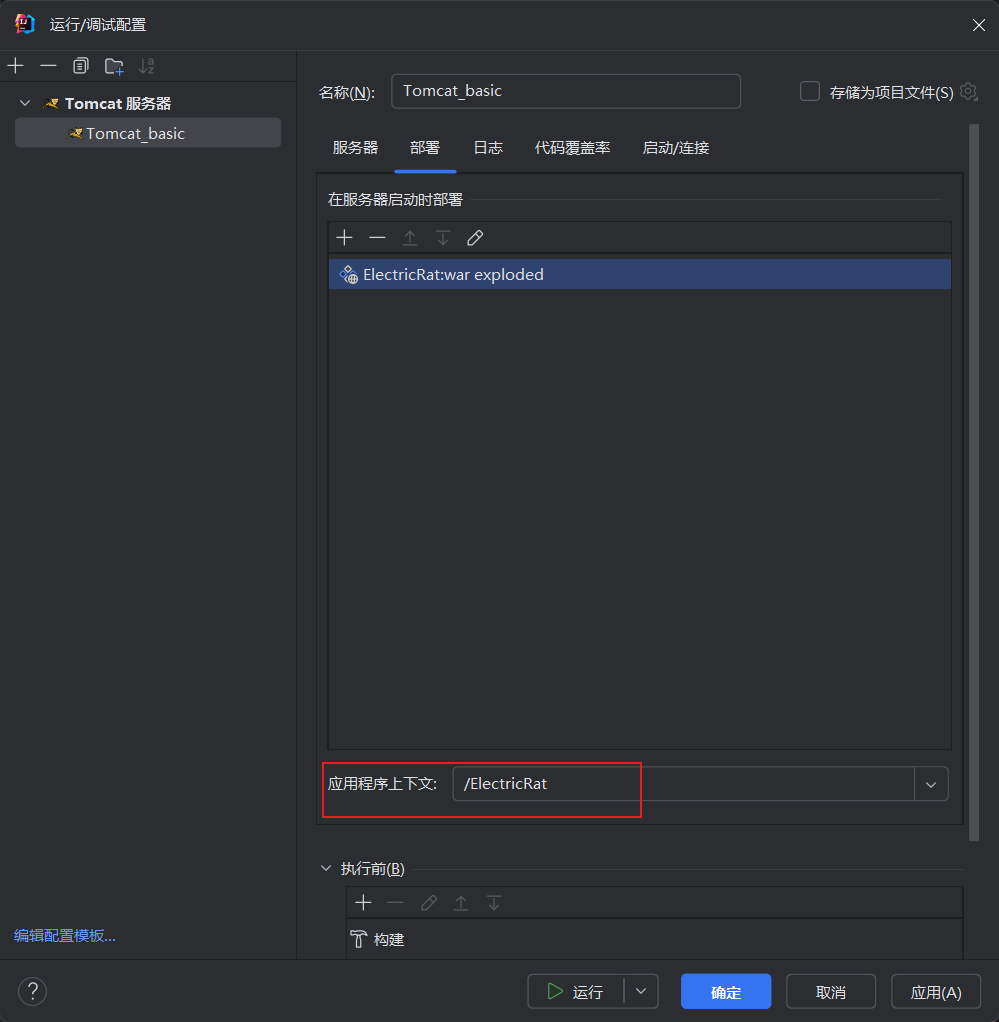 运行/调试配置
Tomcat 服务器
Tomcat_basic
名称(N):
Tomcat_basic
存储为项目文件(S)
服务器 部署 日志 代码覆盖率 启动/连接
在服务器启动时部署
ElectricRat:war exploded
应用程序上下文: /ElectricRat
执行前(B)
构建
编辑配置模板...
? 运行 确定 取消 应用(A)